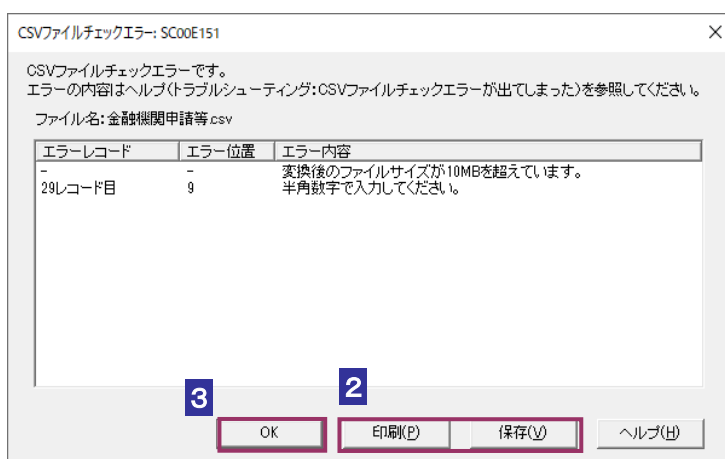 CSVファイルチェックエラー: SC00E151
CSVファイルチェックエラーです。
エラーの内容はヘルプ(トラブルシューティング:CSVファイルチェックエラーが出てしまった)を参照してください。
ファイル名:金融機関申請等.csv
エラーレコード エラー位置 エラー内容
- - 変換後のファイルサイズが10MBを超えています。
29レコード目 9 半角数字で入力してください。
3 2
OK 印刷(P) 保存(V) ヘルプ(H)